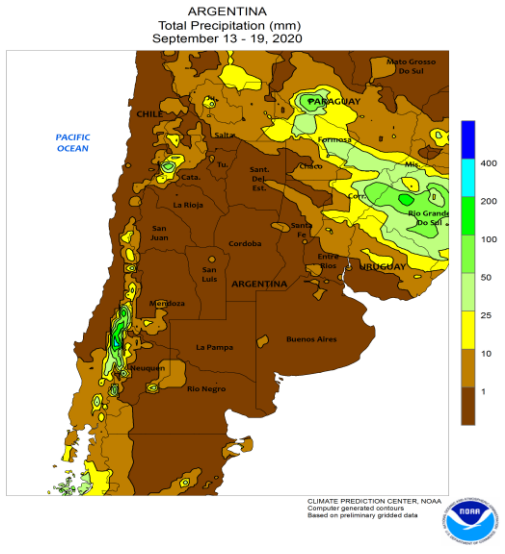 ARGENTINA
Total Precipitation (mm)
September 13 - 19, 2020
Mato Grosso
Do Sul
PARAGUAY
CHILE
Salta
Formosa
PACIFIC
OCEAN
Tu.
Chaco
Mis.
Sant.
Del
Est.
Cata.
Corr.
La Rioja
Rio Grande
Do Sul
San
Juan
Santa
Fe
Cordoba
Entre
Rios
URUGUAY
San
Luis
ARGENTINA
Mendoza
La Pampa
Buenos Aires
Neuquen
Rio Negro
400
200
100
50
25
10
1
CLIMATE PREDICTION CENTER, NOAA
Computer generated contours
Based on preliminary gridded data
NOAA